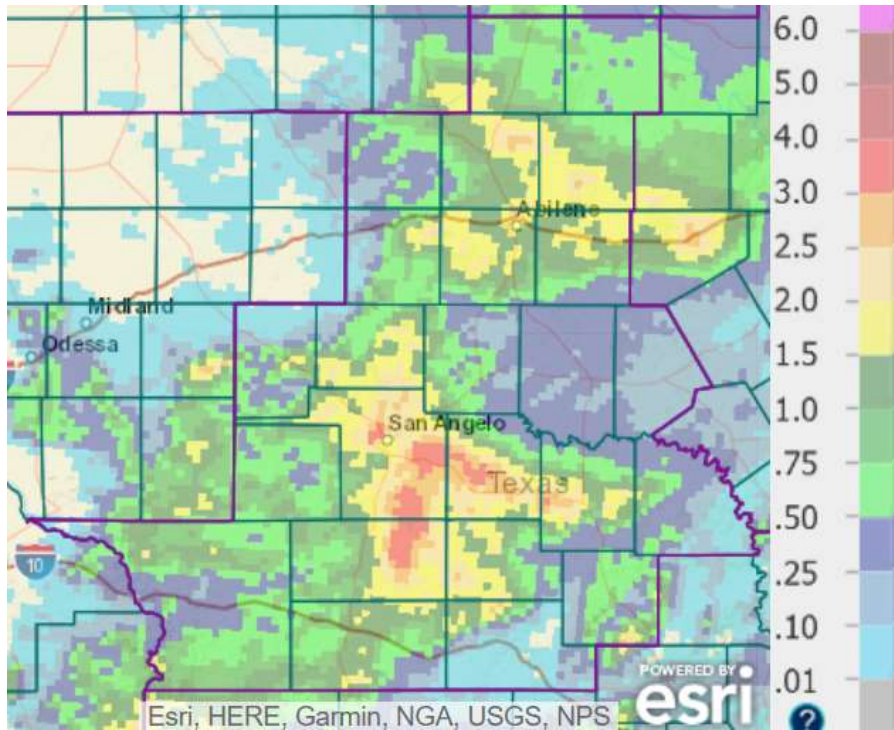 6.0
5.0
4.0
3.0
2.5
2.0
1.5
1.0
.75
.50
.25
.10
.01
Abilene
Midland
Odessa
San Angelo
Texas
10
POWERED BY
esri
Esri, HERE, Garmin, NGA, USGS, NPS
?